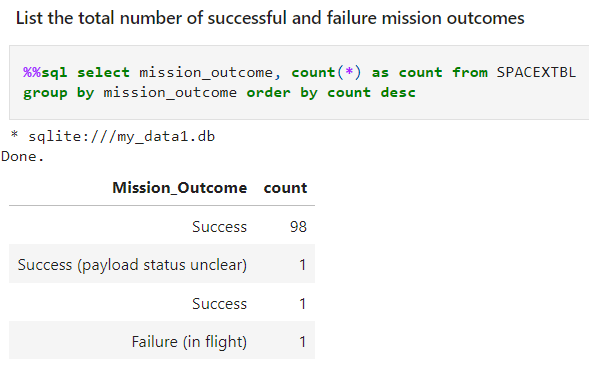 List the total number of successful and failure mission outcomes
%%sql select mission_outcome, count(*) as count from SPACEXTBL
group by mission_outcome order by count desc
* sqlite:///my_data1.db
Done.
Mission_Outcome count
Success 98
Success (payload status unclear) 1
Success 1
Failure (in flight) 1